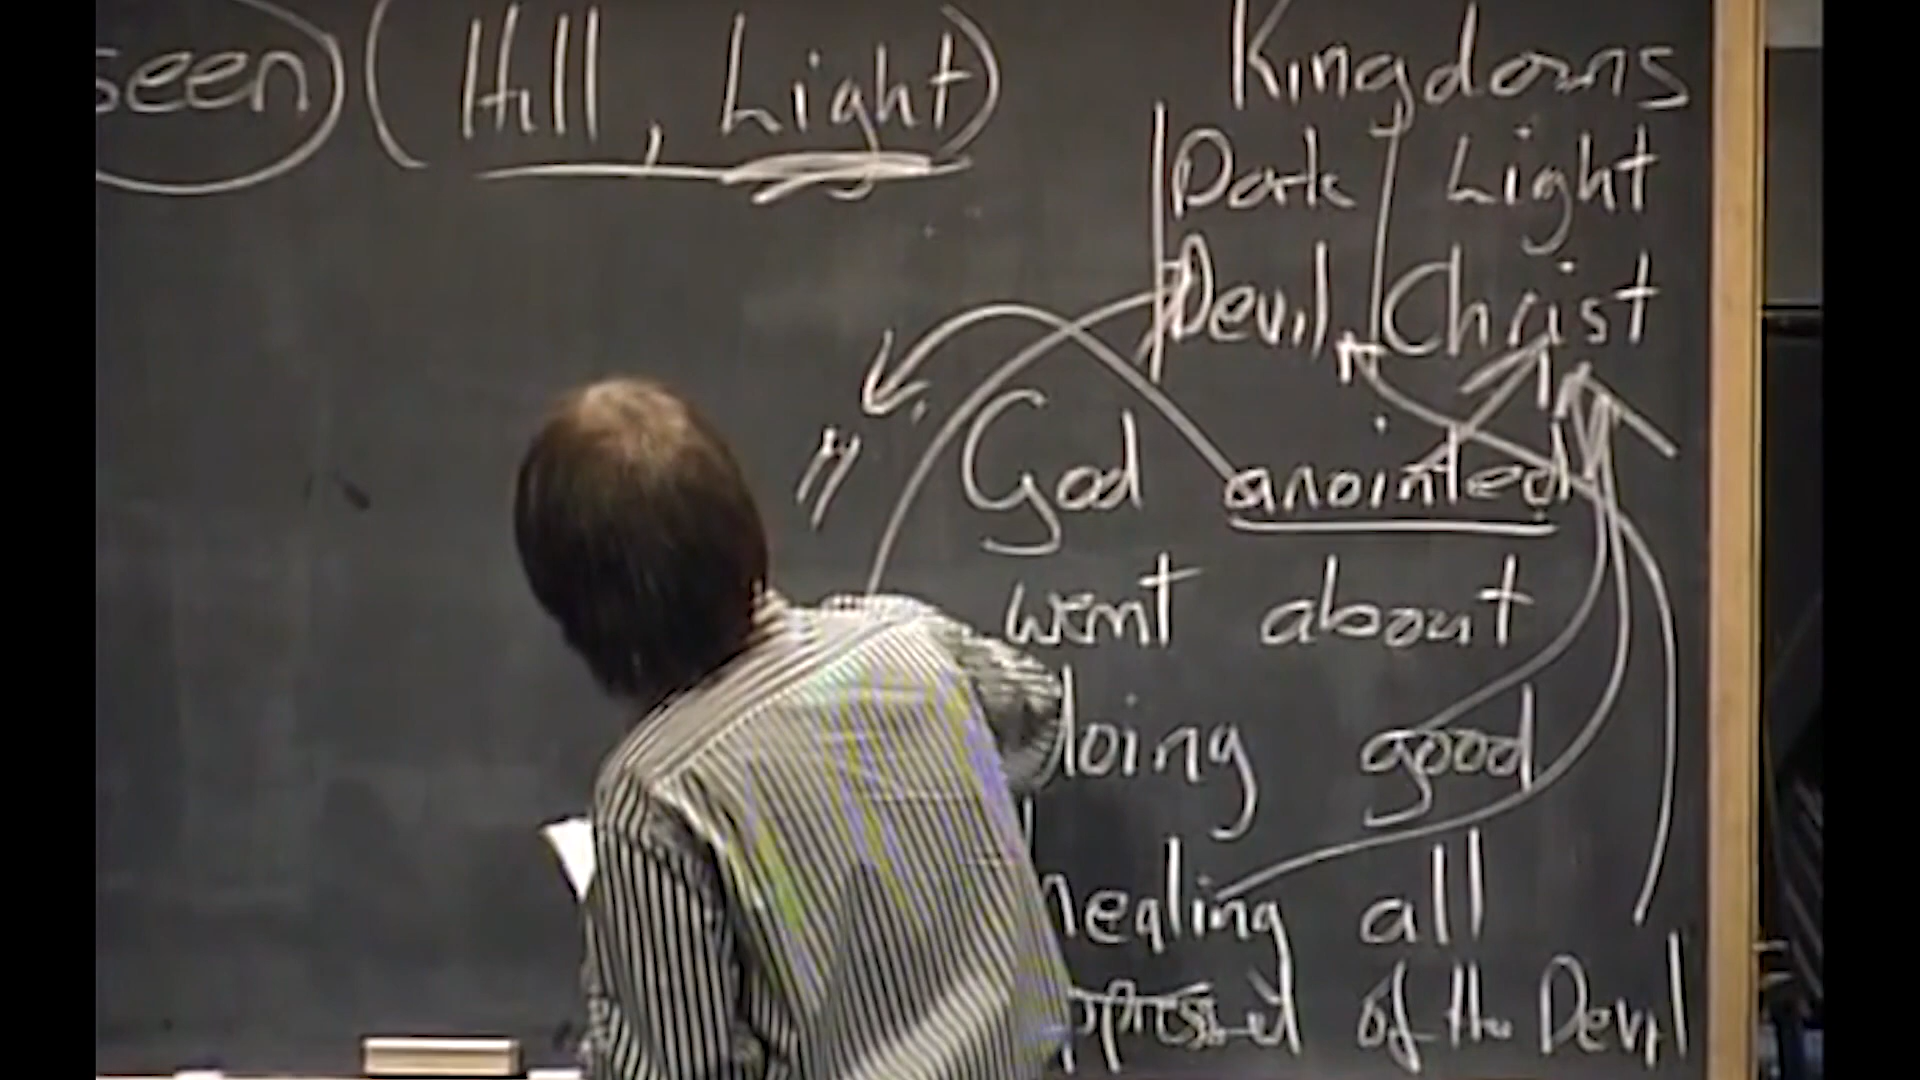 seen (Hill, Light)
Kingdoms
Dark Light
Devil Christ
" God anointed
went about
doing good
healing all
oppressed of the Devil